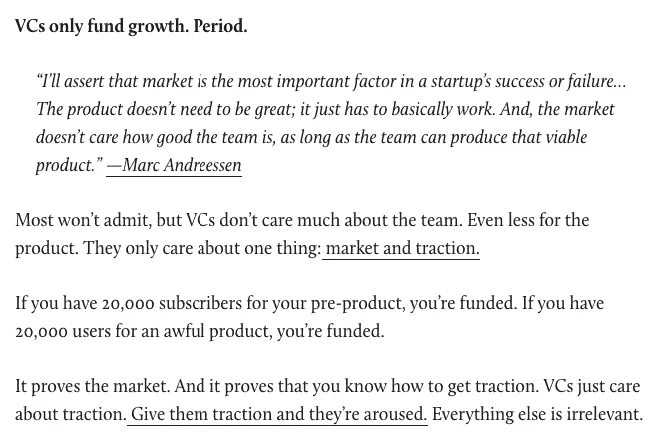 VCs only fund growth. Period.
“I’ll assert that market is the most important factor in a startup’s success or failure…
The product doesn’t need to be great; it just has to basically work. And, the market
doesn’t care how good the team is, as long as the team can produce that viable
product.” —Marc Andreessen
Most won’t admit, but VCs don’t care much about the team. Even less for the
product. They only care about one thing: market and traction.
If you have 20,000 subscribers for your pre-product, you’re funded. If you have
20,000 users for an awful product, you’re funded.
It proves the market. And it proves that you know how to get traction. VCs just care
about traction. Give them traction and they’re aroused. Everything else is irrelevant.